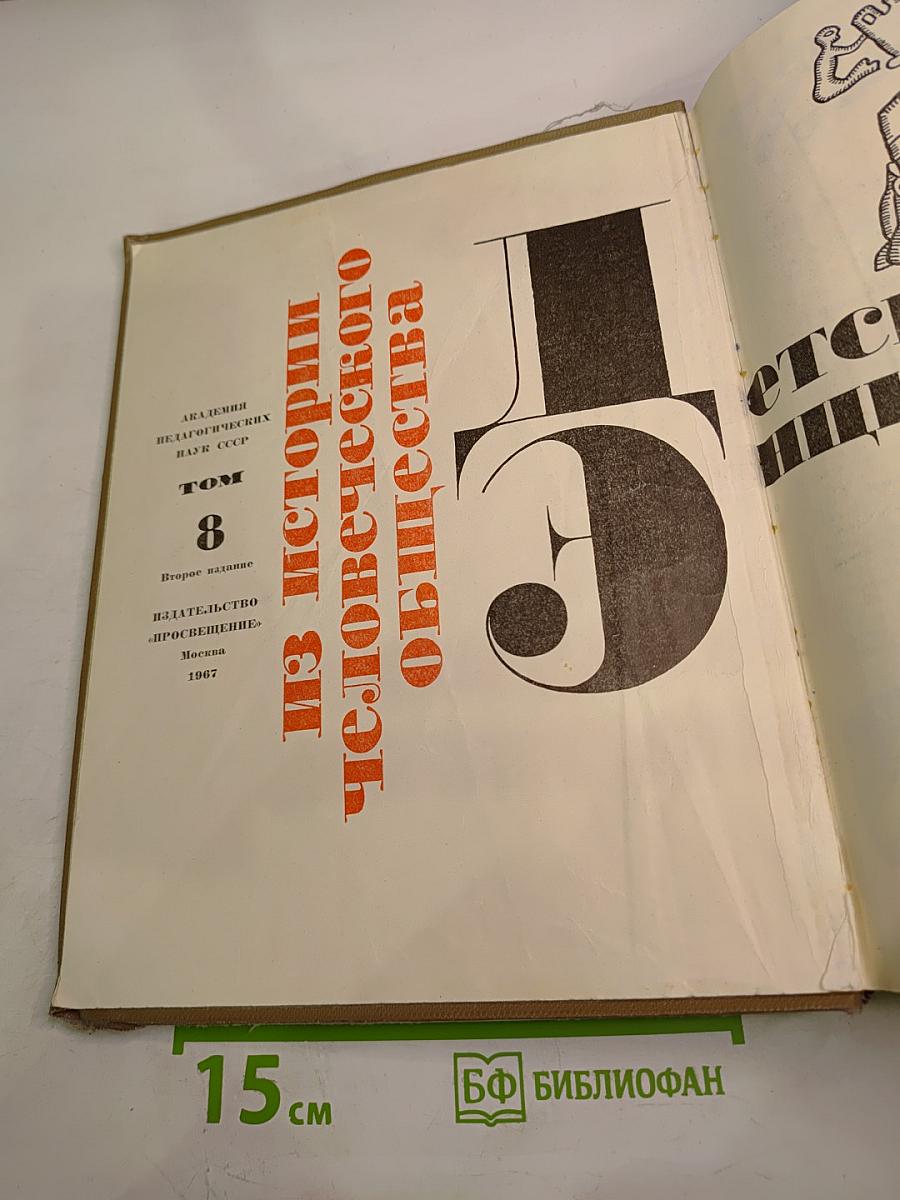 АКАДЕМИЯ
ПЕДАГОГИЧЕСКИХ
НАУК СССР
ТОМ
8
Второе издание
ИЗДАТЕЛЬСТВО
«ПРОСВЕЩЕНИЕ»
Москва
1967
ИЗ ИСТОРИИ
ЧЕЛОВЕЧЕСКОГО
ОБЩЕСТВА
ДЭ
15 см
БФ БИБЛИОФАН